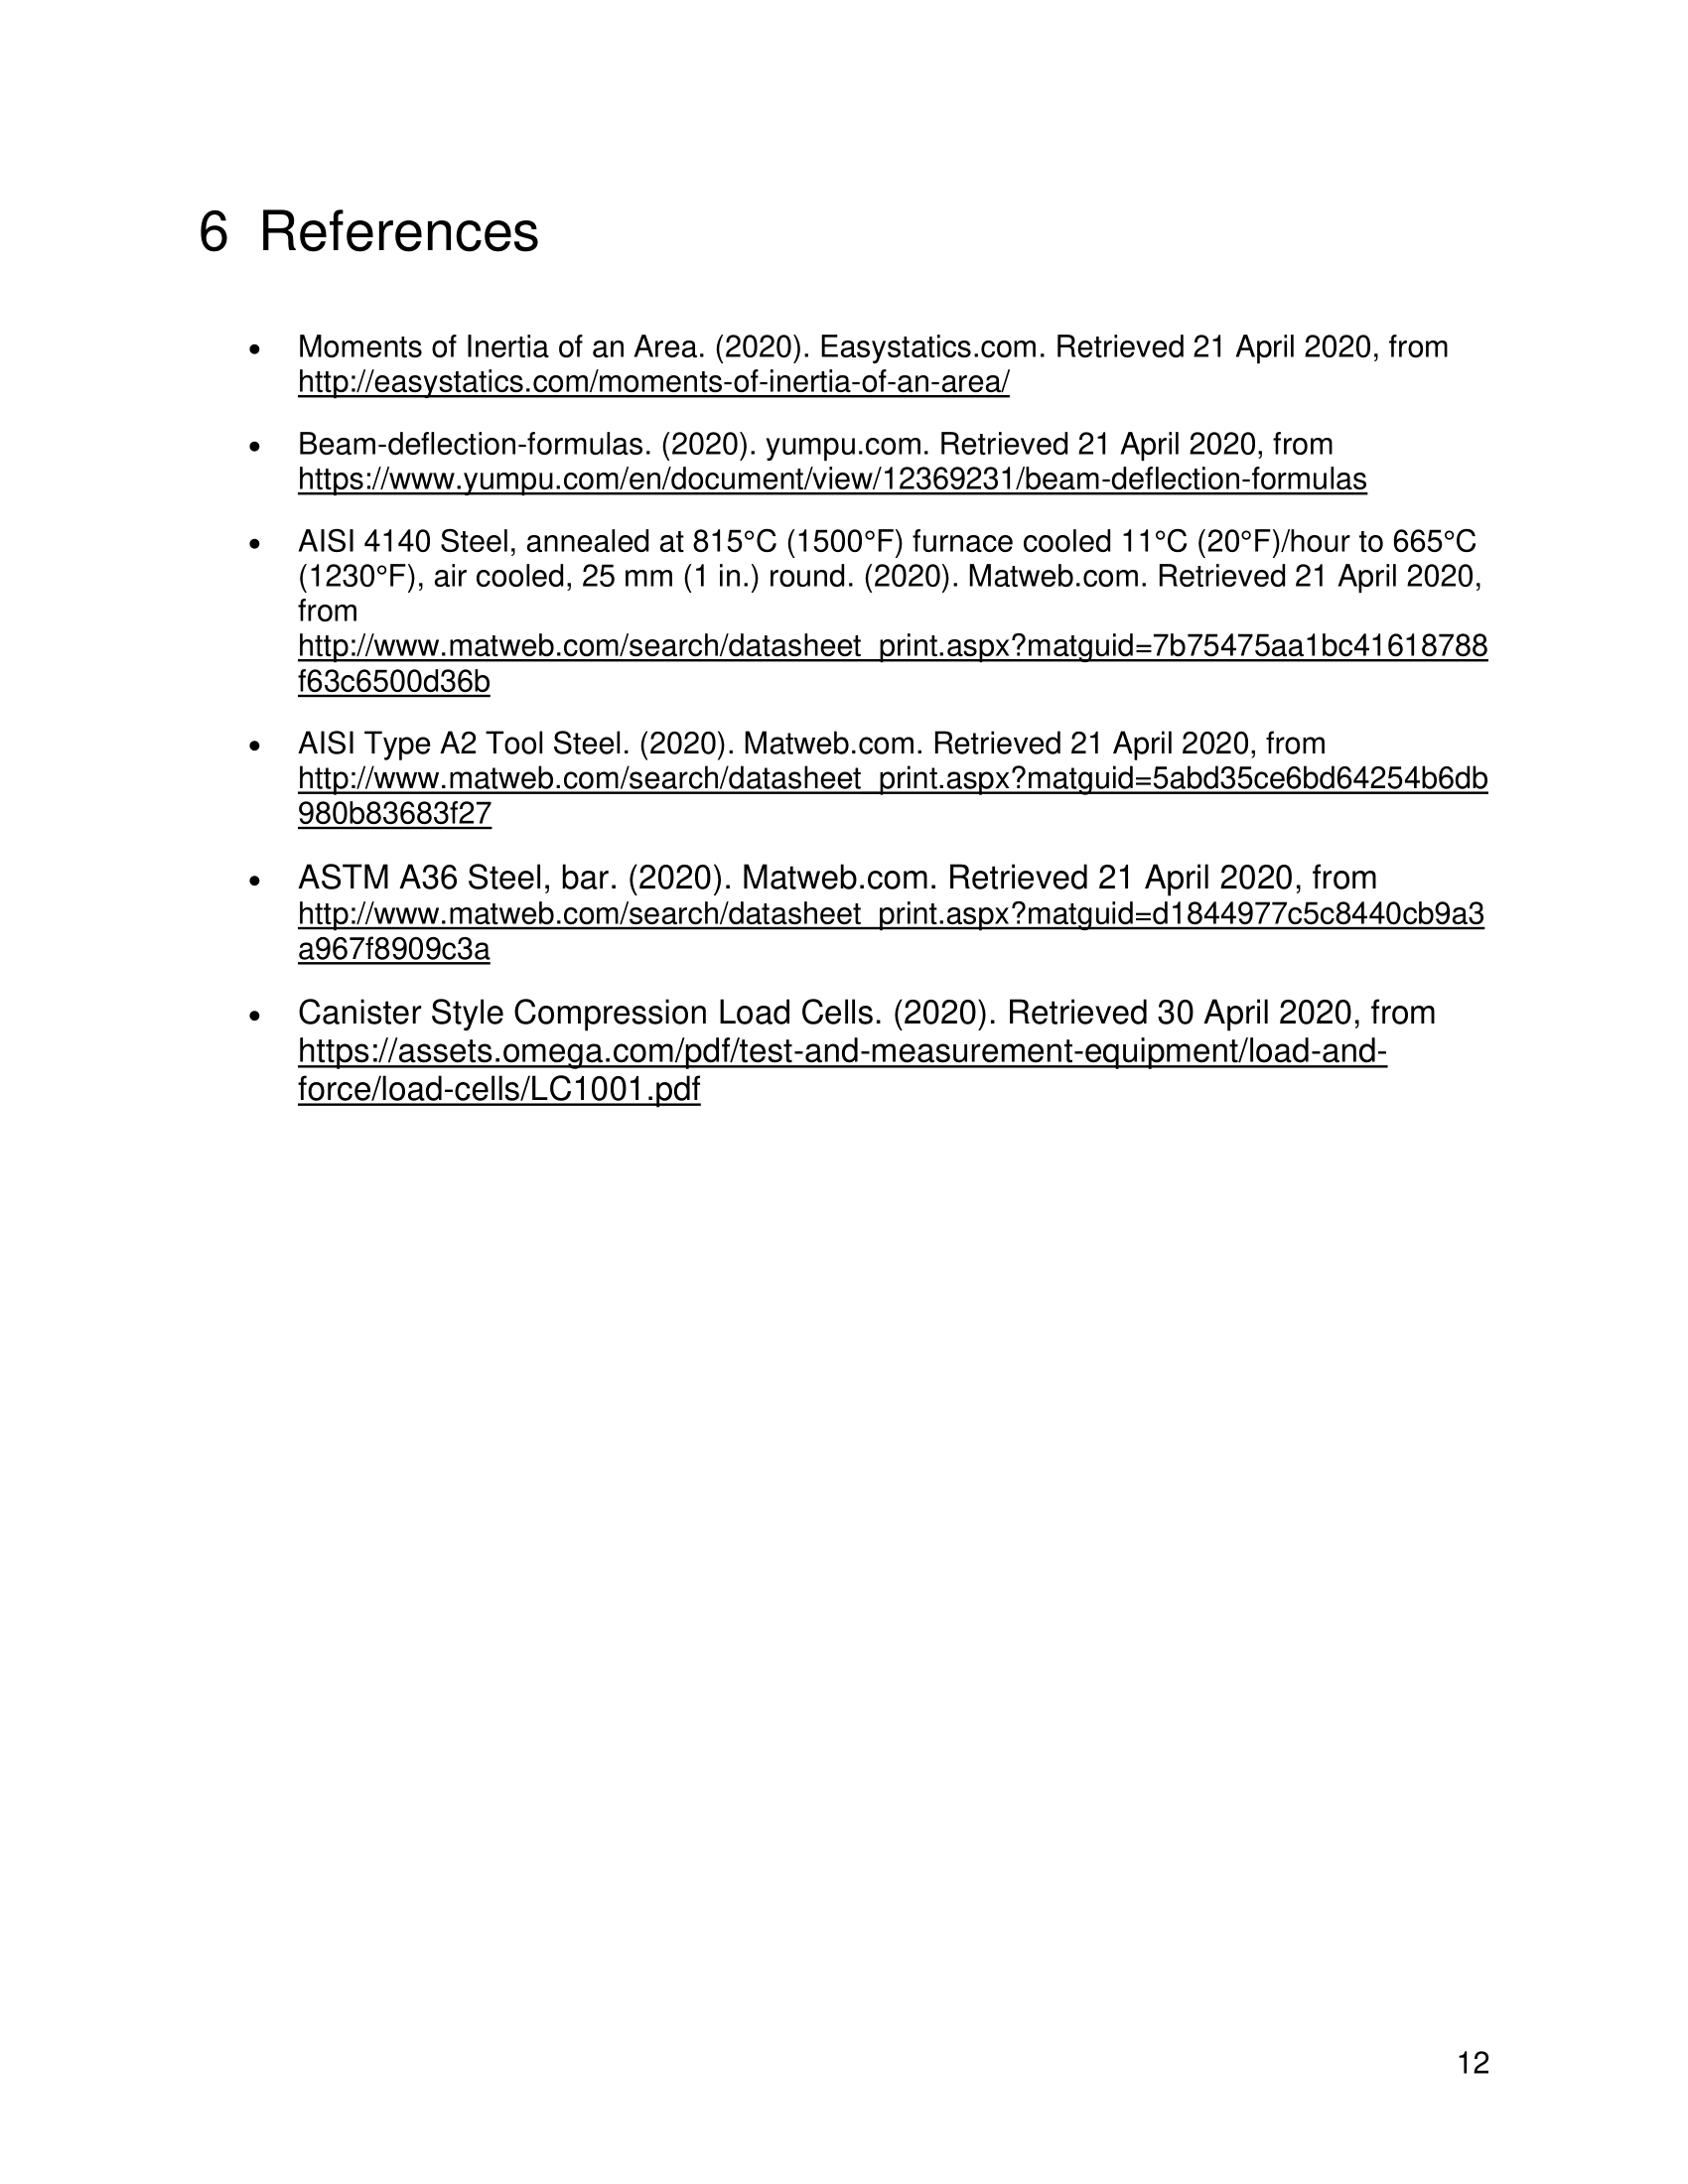 6 References
• Moments of Inertia of an Area. (2020). Easystatics.com. Retrieved 21 April 2020, from
http://easystatics.com/moments-of-inertia-of-an-area/
• Beam-deflection-formulas. (2020). yumpu.com. Retrieved 21 April 2020, from
https://www.yumpu.com/en/document/view/12369231/beam-deflection-formulas
• AISI 4140 Steel, annealed at 815°C (1500°F) furnace cooled 11°C (20°F)/hour to 665°C
(1230°F), air cooled, 25 mm (1 in.) round. (2020). Matweb.com. Retrieved 21 April 2020,
from
http://www.matweb.com/search/datasheet_print.aspx?matguid=7b75475aa1bc41618788
f63c6500d36b
• AISI Type A2 Tool Steel. (2020). Matweb.com. Retrieved 21 April 2020, from
http://www.matweb.com/search/datasheet_print.aspx?matguid=5abd35ce6bd64254b6db
980b83683f27
• ASTM A36 Steel, bar. (2020). Matweb.com. Retrieved 21 April 2020, from
http://www.matweb.com/search/datasheet_print.aspx?matguid=d1844977c5c8440cb9a3
a967f8909c3a
• Canister Style Compression Load Cells. (2020). Retrieved 30 April 2020, from
https://assets.omega.com/pdf/test-and-measurement-equipment/load-and-
force/load-cells/LC1001.pdf
12